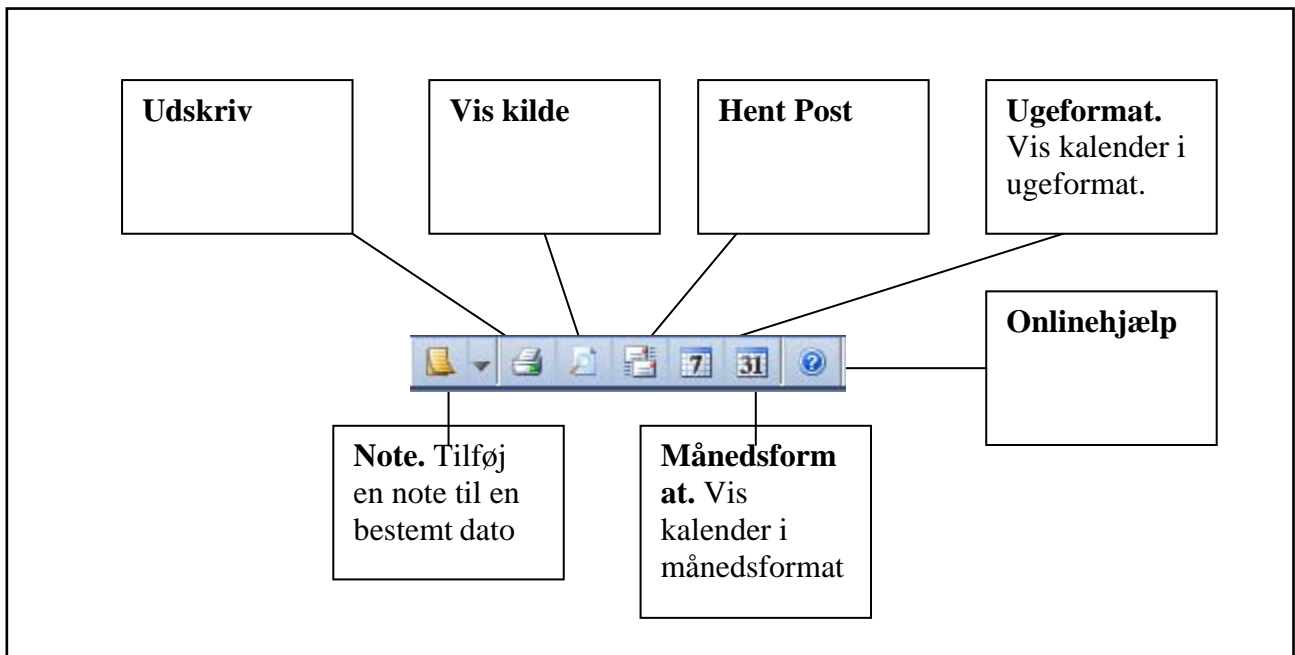 Udskriv
Vis kilde
Hent Post
Ugeformat.
Vis kalender i
ugeformat.
Onlinehjælp
7
31
?
Note. Tilføj
en note til en
bestemt dato
Månedsform
at. Vis
kalender i
månedsformat